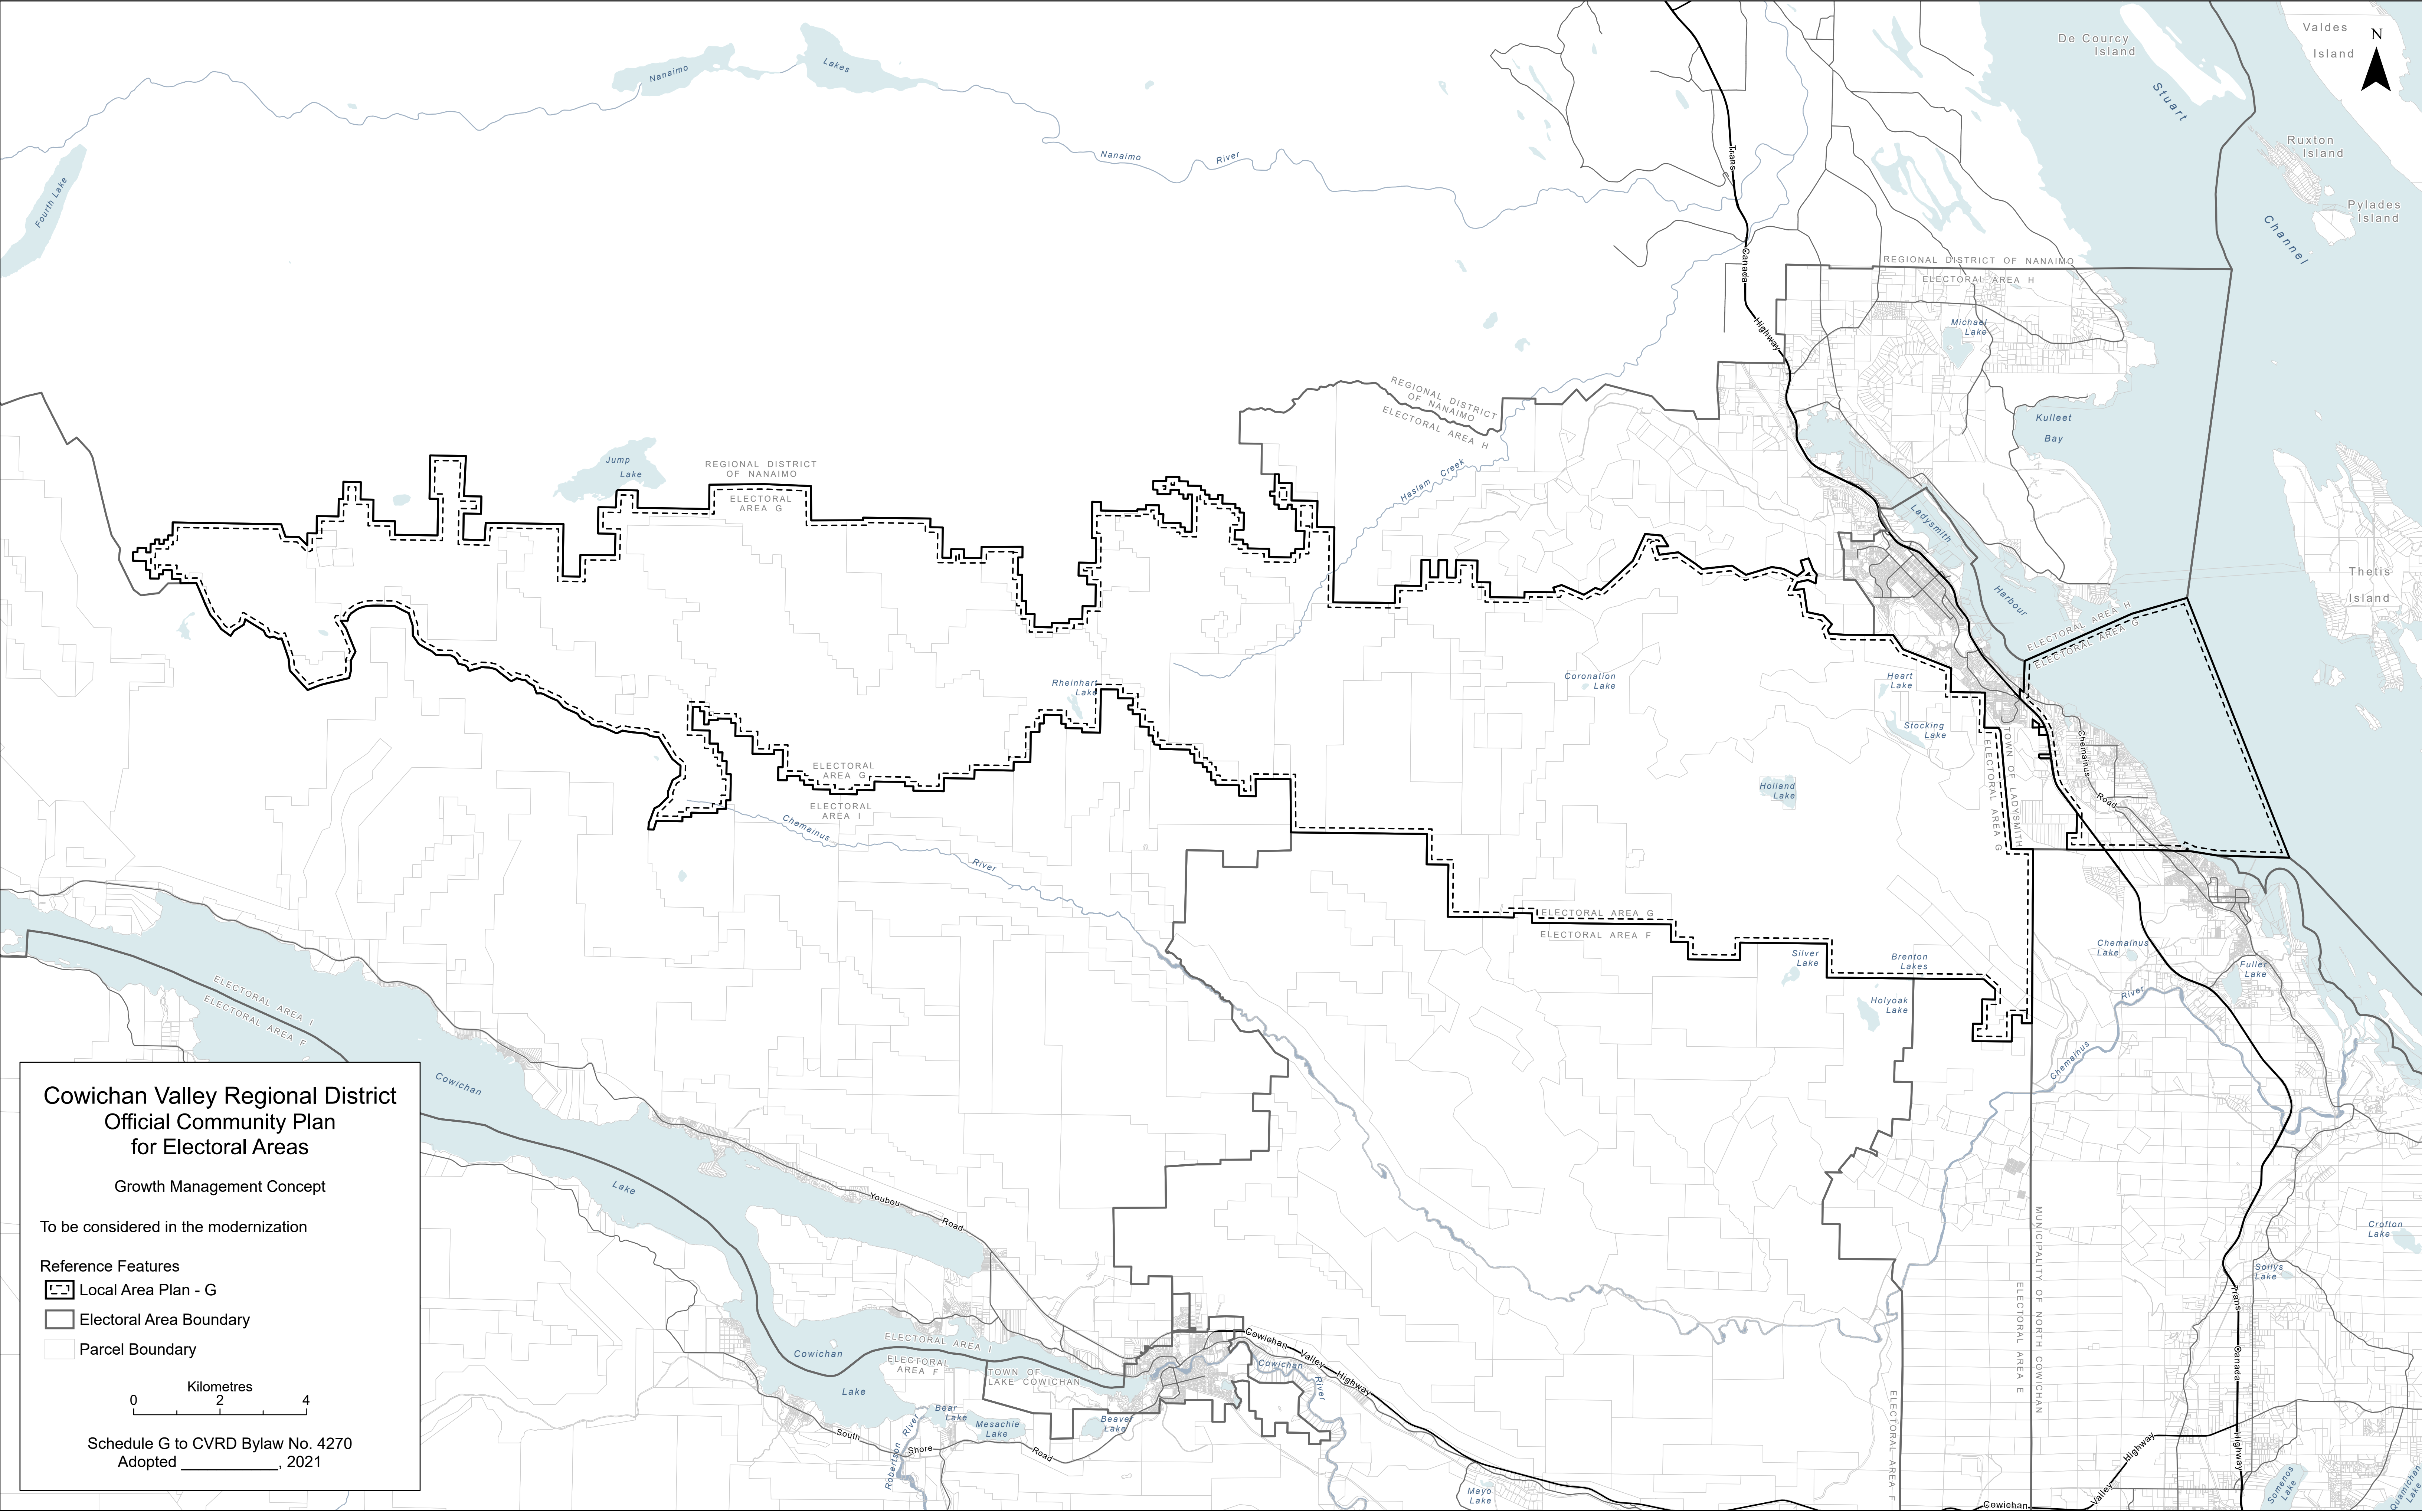 Valdes
Island
N
De Courcy
Island
Stuart
Channel
Ruxton
Island
Pylades
Island
Nanaimo
Lakes
Nanaimo
River
Fourth Lake
Trans
Canada
Highway
REGIONAL DISTRICT OF NANAIMO
ELECTORAL AREA H
Michael
Lake
REGIONAL DISTRICT
OF NANAIMO
ELECTORAL AREA H
Kulleet
Bay
Haslam Creek
Jump
Lake
REGIONAL DISTRICT
OF NANAIMO
ELECTORAL
AREA G
Ladysmith
Harbour
Thetis
Island
ELECTORAL AREA H
ELECTORAL AREA G
Rheinhart
Lake
Coronation
Lake
Heart
Lake
Stocking
Lake
Holland
Lake
ELECTORAL AREA G
TOWN OF LADYSMITH
Chemainus
Road
ELECTORAL
AREA G
ELECTORAL
AREA I
Chemainus
River
ELECTORAL AREA G
ELECTORAL AREA F
Silver
Lake
Brenton
Lakes
Holyoak
Lake
Chemainus
Lake
Fuller
Lake
Chemainus
River
ELECTORAL AREA I
ELECTORAL AREA F
Cowichan
Lake
Youbou
Road
Crofton
Lake
Sollys
Lake
MUNICIPALITY OF NORTH COWICHAN
ELECTORAL AREA E
ELECTORAL AREA F
Trans
Canada
Highway
Cowichan
Lake
ELECTORAL AREA I
ELECTORAL
AREA F
TOWN OF
LAKE COWICHAN
Cowichan
Valley
Highway
Cowichan
River
Bear
Lake
Mesachie
Lake
Beaver
Lake
Robertson River
South
Shore
Road
Mayo
Lake
Cowichan
Valley
Highway
Somenos
Lake
Quamichan
Lake
Cowichan Valley Regional District
Official Community Plan
for Electoral Areas
Growth Management Concept
To be considered in the modernization
Reference Features
Local Area Plan - G
Electoral Area Boundary
Parcel Boundary
Kilometres
0 2 4
Schedule G to CVRD Bylaw No. 4270
Adopted ____________, 2021